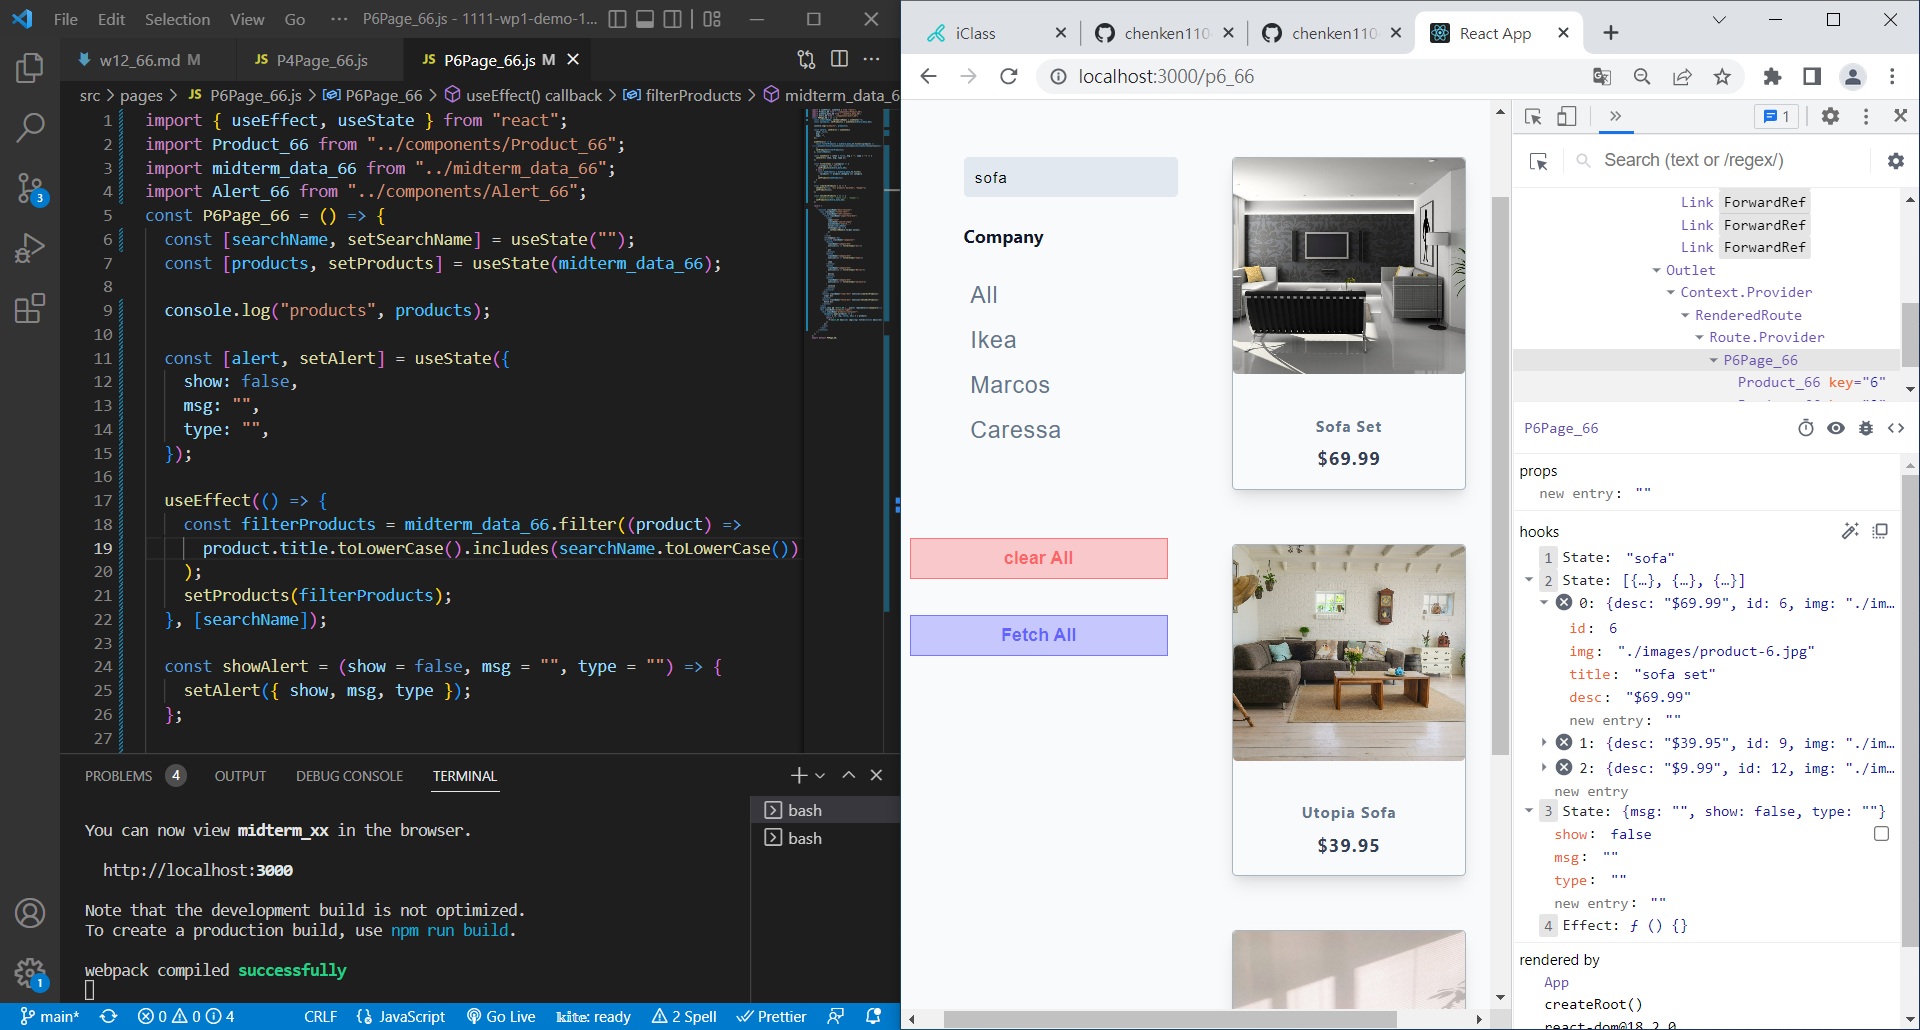 File Edit Selection View Go ··· P6Page_66.js - 1111-wp1-demo-1...
w12_66.md M
JS P4Page_66.js
JS P6Page_66.js M
src > pages > JS P6Page_66.js > P6Page_66 > useEffect() callback > filterProducts > midterm_data_6
1 import { useEffect, useState } from "react";
2 import Product_66 from "../components/Product_66";
3 import midterm_data_66 from "../midterm_data_66";
4 import Alert_66 from "../components/Alert_66";
5 const P6Page_66 = () => {
6 const [searchName, setSearchName] = useState("");
7 const [products, setProducts] = useState(midterm_data_66);
8
9 console.log("products", products);
10
11 const [alert, setAlert] = useState({
12 show: false,
13 msg: "",
14 type: "",
15 });
16
17 useEffect(() => {
18 const filterProducts = midterm_data_66.filter((product) =>
19 product.title.toLowerCase().includes(searchName.toLowerCase())
20 );
21 setProducts(filterProducts);
22 }, [searchName]);
23
24 const showAlert = (show = false, msg = "", type = "") => {
25 setAlert({ show, msg, type });
26 };
27
PROBLEMS 4 OUTPUT DEBUG CONSOLE TERMINAL
You can now view midterm_xx in the browser.
http://localhost:3000
Note that the development build is not optimized.
To create a production build, use npm run build.
webpack compiled successfully
bash
bash
3
1
main* 0 0 4 CRLF {} JavaScript Go Live kite: ready 2 Spell Prettier
iClass
chenken110
chenken110
React App
localhost:3000/p6_66
sofa
Company
All
Ikea
Marcos
Caressa
clear All
Fetch All
Sofa Set
$69.99
Utopia Sofa
$39.95
1
Search (text or /regex/)
Link ForwardRef
Link ForwardRef
Link ForwardRef
Outlet
Context.Provider
RenderedRoute
Route.Provider
P6Page_66
Product_66 key="6"
P6Page_66
props
new entry: ""
hooks
1 State: "sofa"
2 State: [{…}, {…}, {…}]
0: {desc: "$69.99", id: 6, img: "./im…
id: 6
img: "./images/product-6.jpg"
title: "sofa set"
desc: "$69.99"
new entry: ""
1: {desc: "$39.95", id: 9, img: "./im…
2: {desc: "$9.99", id: 12, img: "./im…
new entry
3 State: {msg: "", show: false, type: ""}
show: false
msg: ""
type: ""
new entry: ""
4 Effect: ƒ () {}
rendered by
App
createRoot()
react-dom@18.2.0